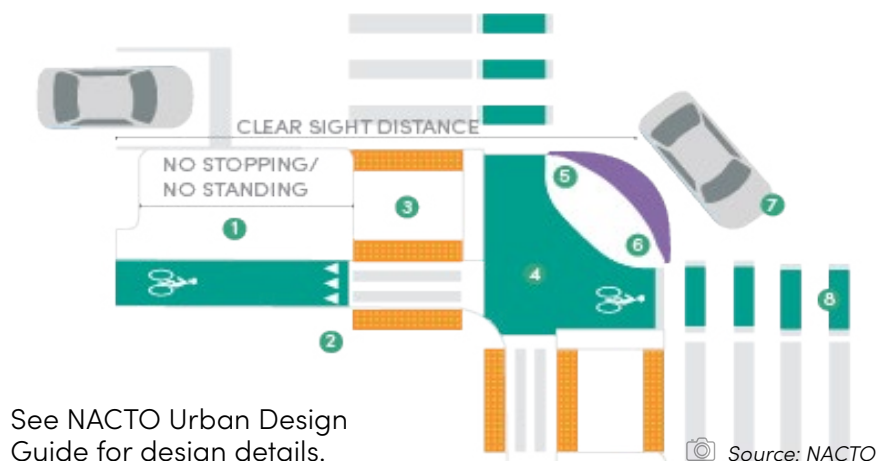 CLEAR SIGHT DISTANCE
NO STOPPING/
NO STANDING
1
2
3
4
5
6
7
8
See NACTO Urban Design
Guide for design details.
Source: NACTO